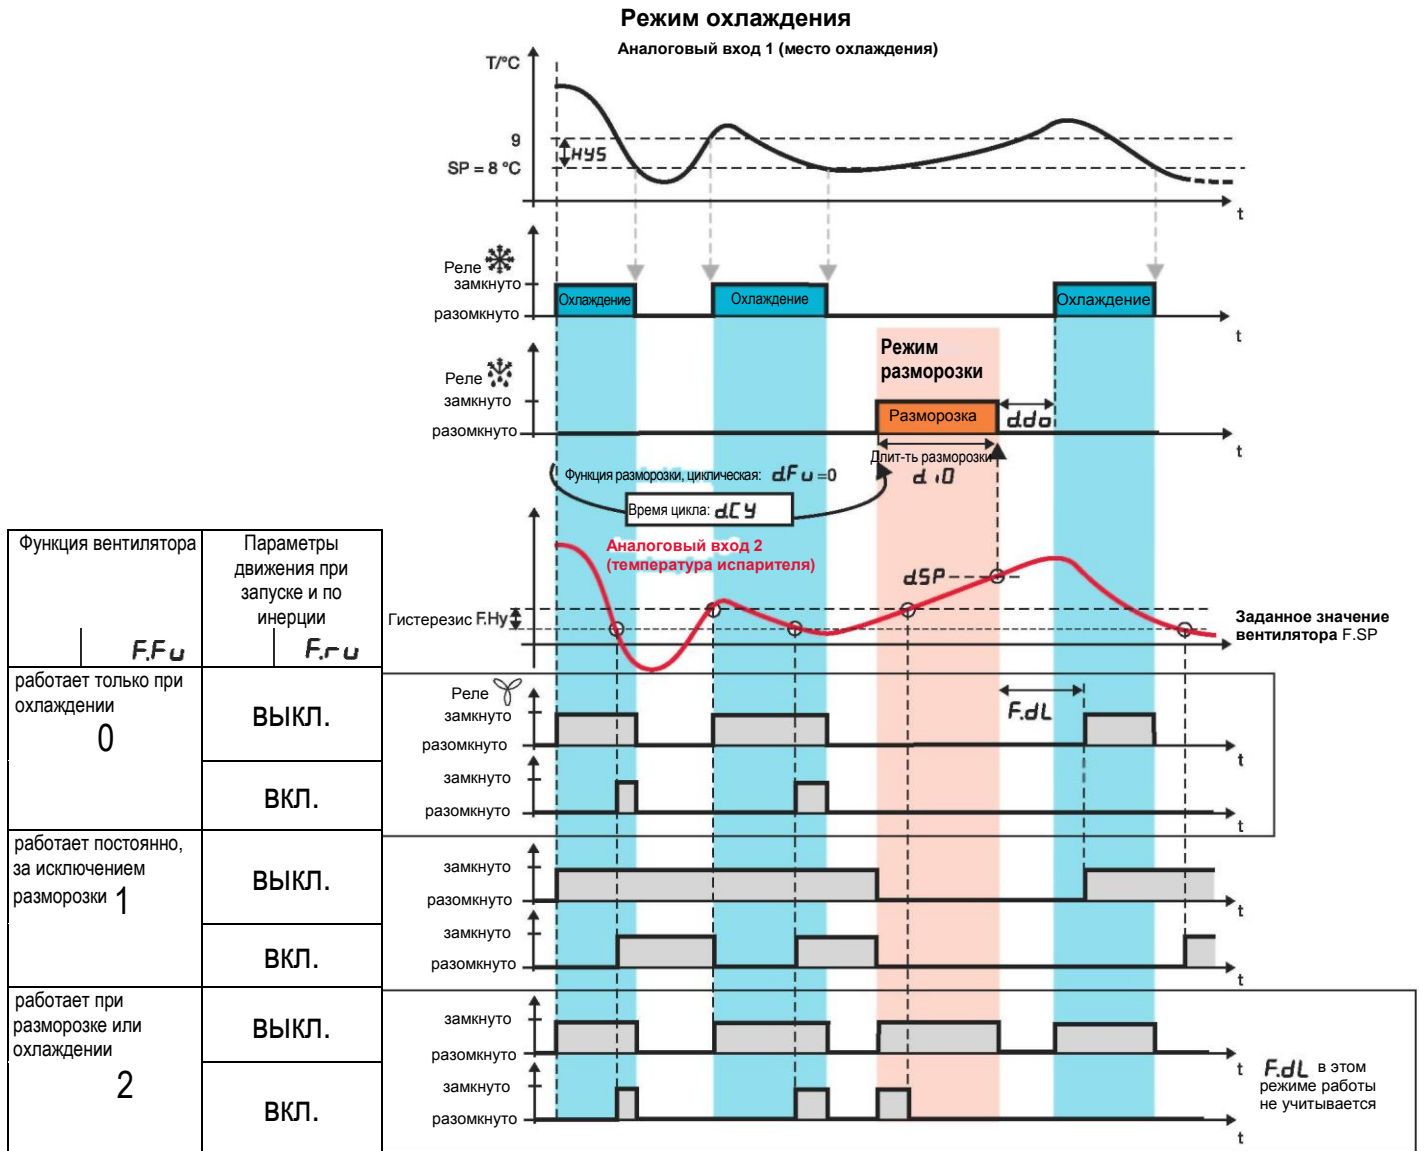 Режим охлаждения
Аналоговый вход 1 (место охлаждения)
T/°C
9
HYS
SP = 8 °C
t
Реле
замкнуто
Охлаждение
Охлаждение
Охлаждение
разомкнуто
t
Режим
разморозки
Реле
замкнуто
Разморозка
d.do
разомкнуто
t
Длит-ть разморозки
Функция разморозки, циклическая: d.Fu =0
d.i0
Время цикла: d.CY
Аналоговый вход 2
(температура испарителя)
d.SP
Гистерезис F.Hy
Заданное значение
вентилятора F.SP
Функция вентилятора
F.Fu
Параметры
движения при
запуске и по
инерции
F.ru
работает только при
охлаждении
0
ВЫКЛ.
Реле
замкнуто
F.dL
разомкнуто
t
ВКЛ.
замкнуто
разомкнуто
t
работает постоянно,
за исключением
разморозки 1
ВЫКЛ.
замкнуто
разомкнуто
t
ВКЛ.
замкнуто
разомкнуто
t
работает при
разморозке или
охлаждении
2
ВЫКЛ.
замкнуто
разомкнуто
t
ВКЛ.
замкнуто
разомкнуто
t
F.dL в этом
режиме работы
не учитывается